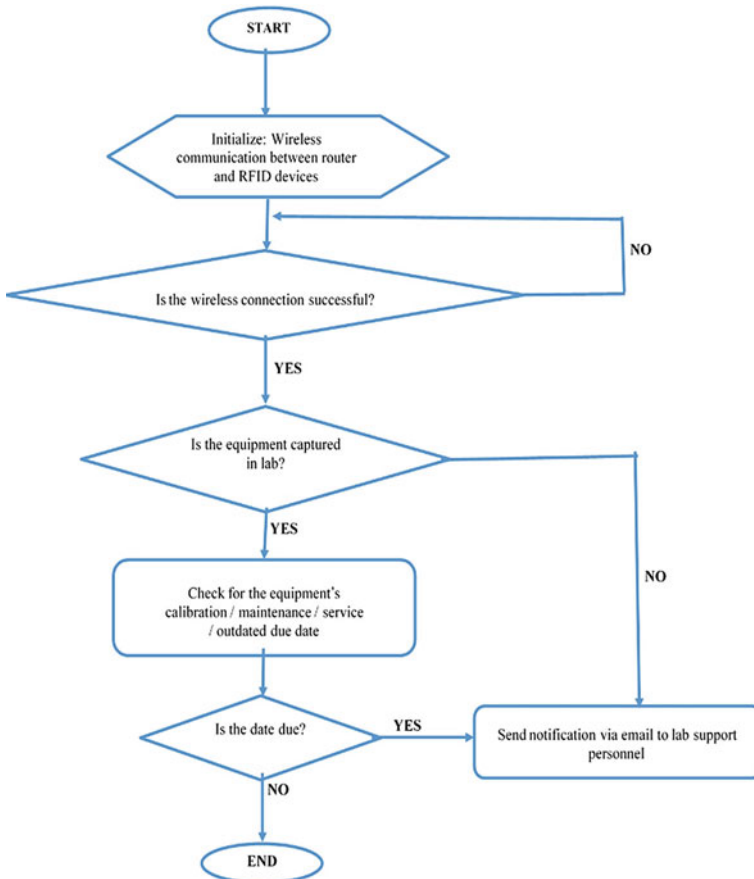 START
Initialize: Wireless
communication between router
and RFID devices
NO
Is the wireless connection successful?
YES
Is the equipment captured
in lab?
YES
NO
Check for the equipment's
calibration / maintenance / service
/ outdated due date
Is the date due?
YES
Send notification via email to lab support
personnel
NO
END